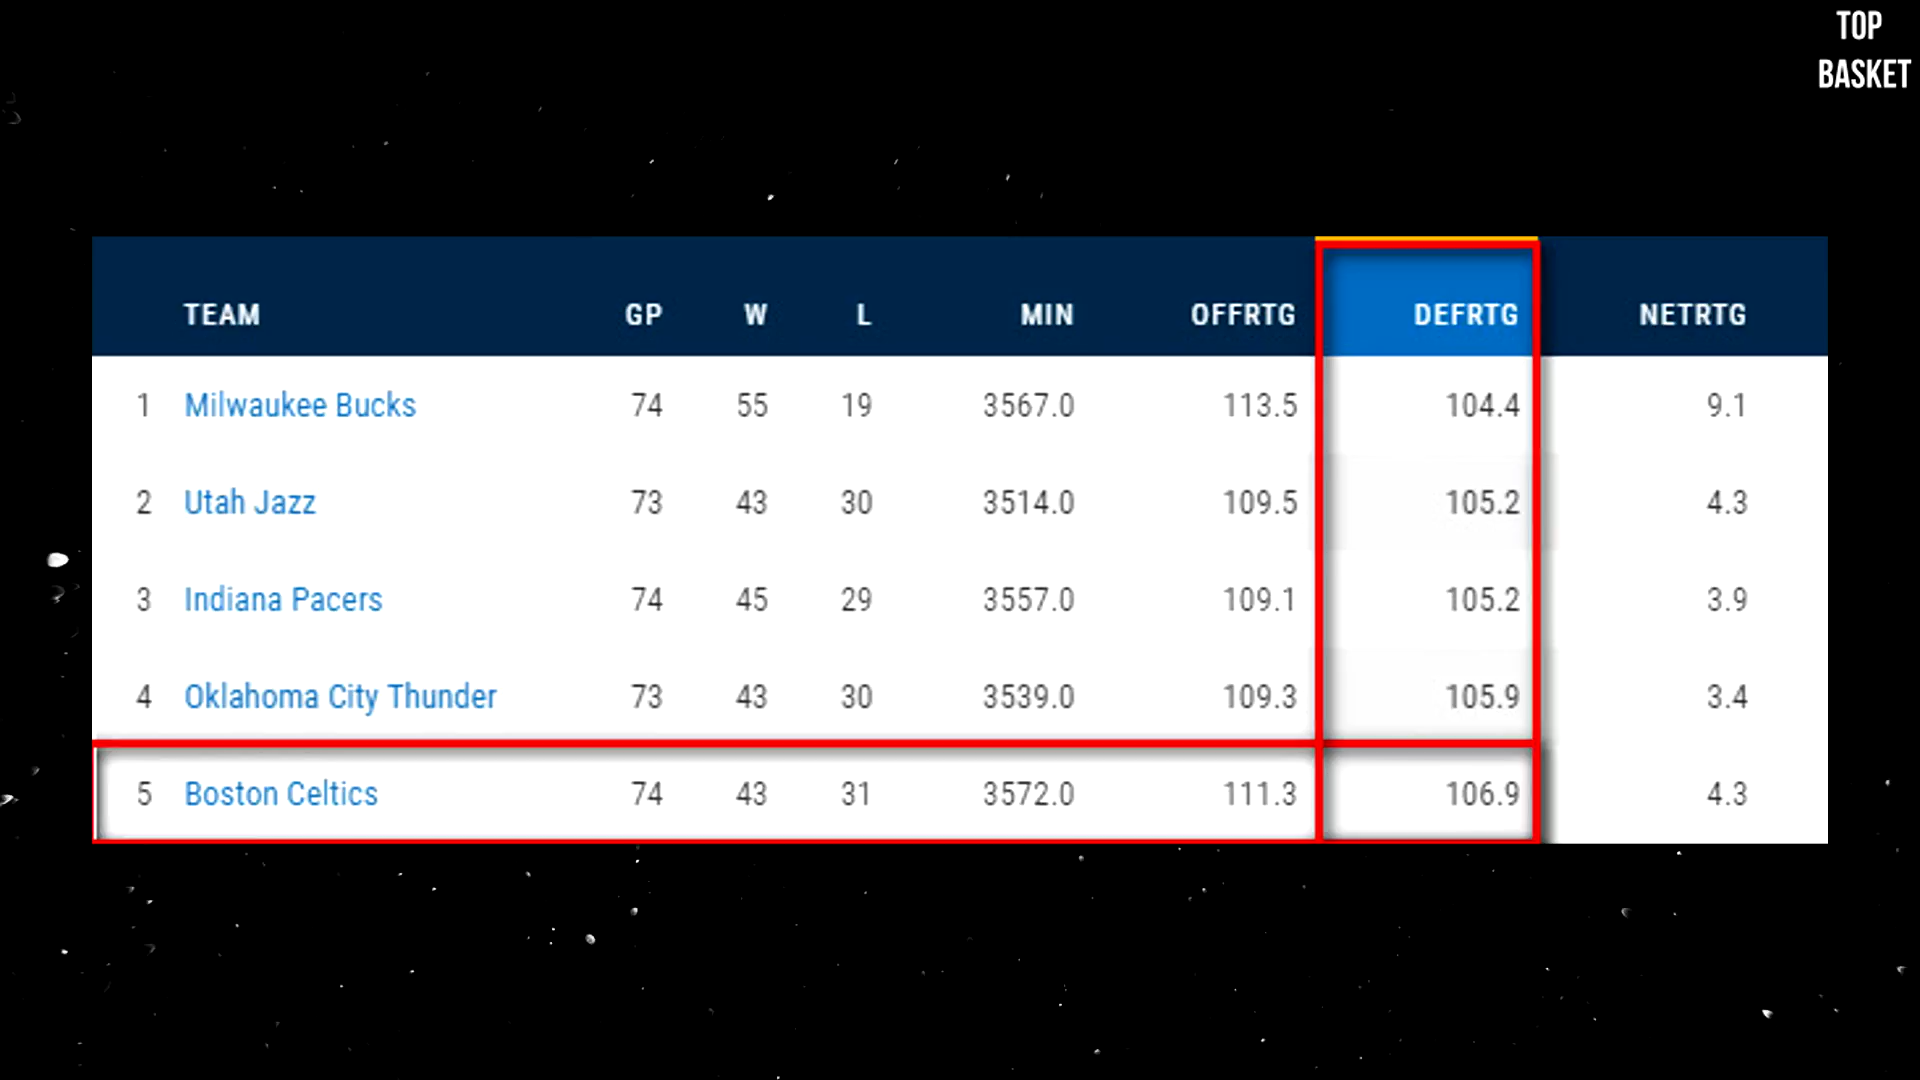 TOP
BASKET
TEAM GP W L MIN OFFRTG DEFRTG NETRTG
1 Milwaukee Bucks 74 55 19 3567.0 113.5 104.4 9.1
2 Utah Jazz 73 43 30 3514.0 109.5 105.2 4.3
3 Indiana Pacers 74 45 29 3557.0 109.1 105.2 3.9
4 Oklahoma City Thunder 73 43 30 3539.0 109.3 105.9 3.4
5 Boston Celtics 74 43 31 3572.0 111.3 106.9 4.3